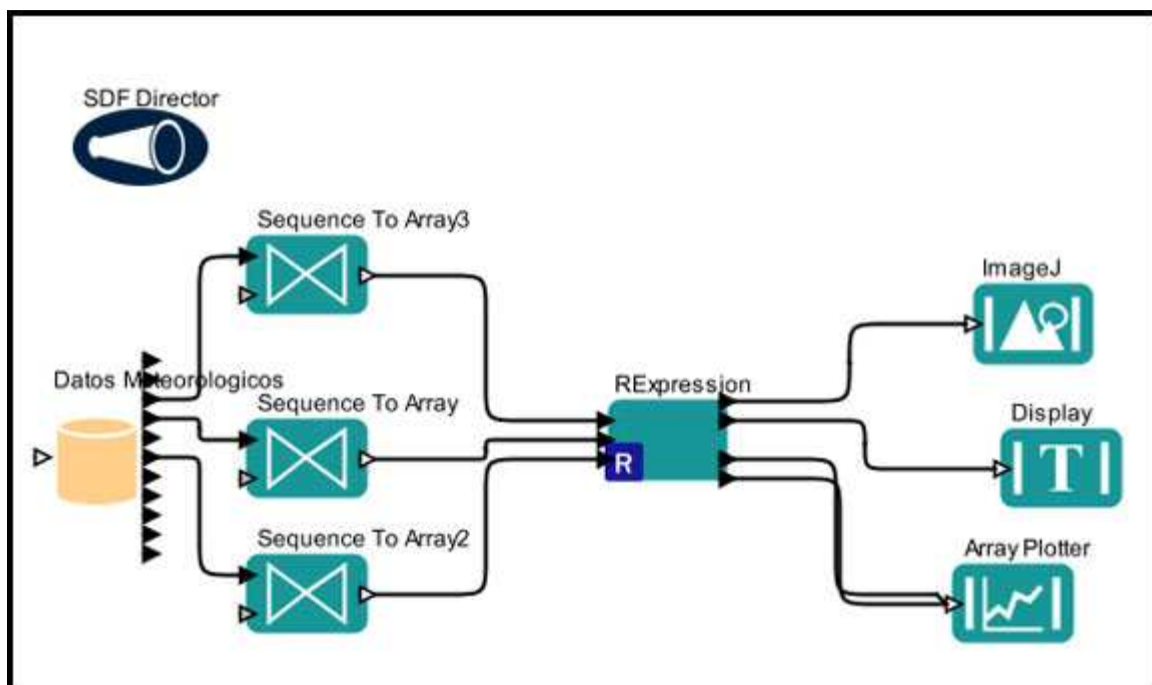 SDF Director
Sequence To Array3
ImageJ
Datos Meteorologicos
RExpression
Sequence To Array
Display
R
T
Sequence To Array2
Array Plotter